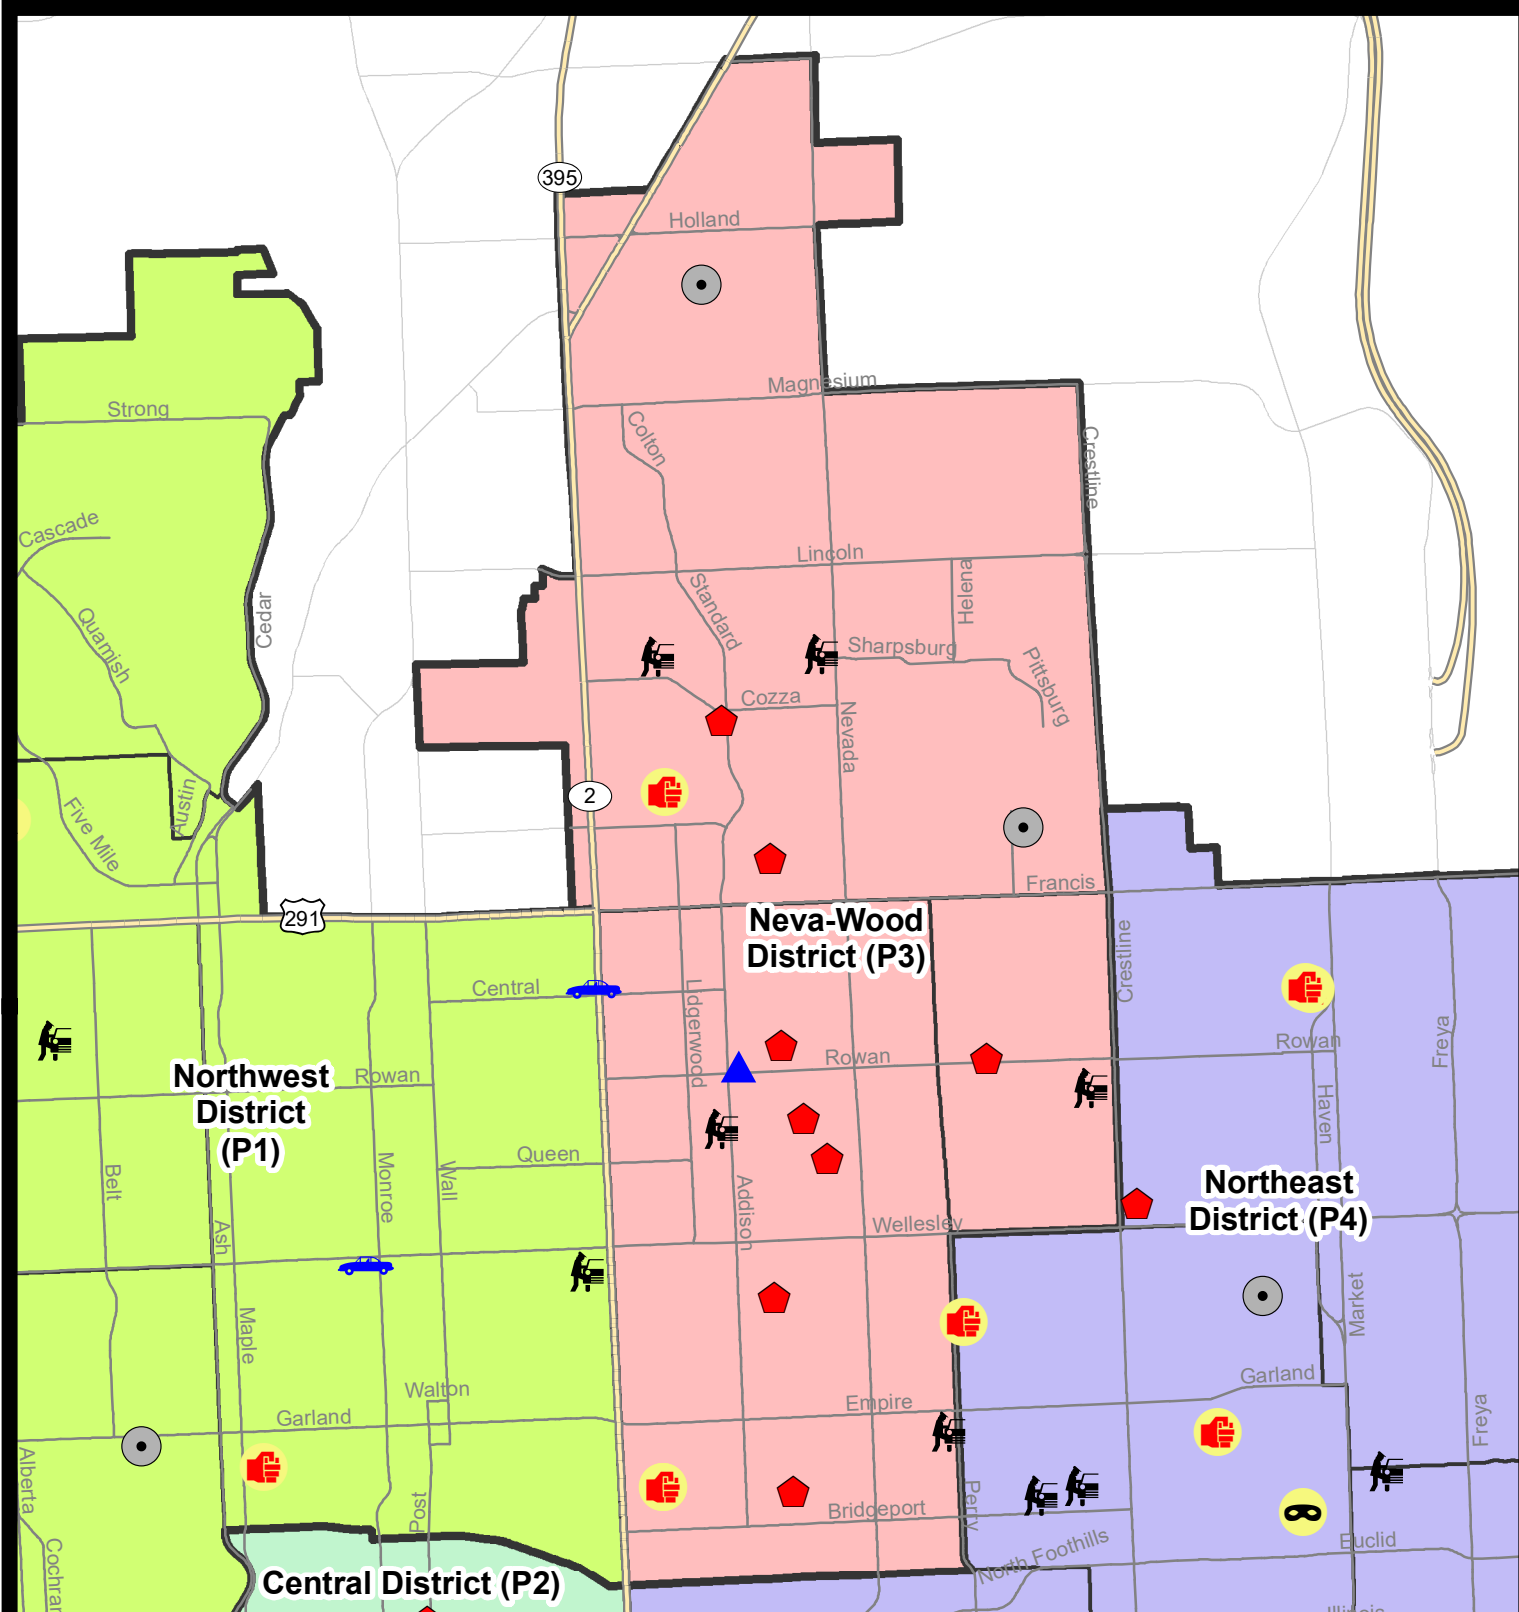 395
Holland
Magnesium
Colton
Crestline
Strong
Cascade
Lincoln
Helena
Standard
Cedar
Quamish
Sharpsburg
Pittsburg
Cozza
Nevada
2
Austin
Five Mile
Francis
291
Neva-Wood
District (P3)
Crestline
Central
Lidgerwood
Rowan
Rowan
Freya
Northwest
District
(P1)
Rowan
Haven
Queen
Belt
Monroe
Wall
Addison
Northeast
District (P4)
Ash
Wellesley
Maple
Market
Walton
Garland
Garland
Empire
Freya
Alberta
Post
Bridgeport
Perry
North Foothills
Euclid
Cochran
Central District (P2)
Illinois